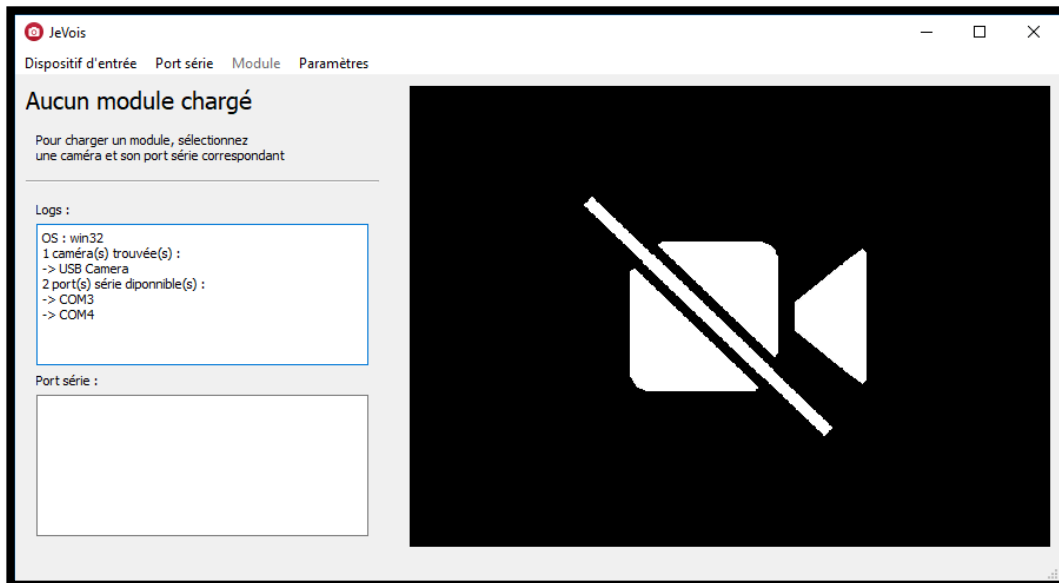 JeVois
Dispositif d'entrée Port série Module Paramètres
Aucun module chargé
Pour charger un module, sélectionnez
une caméra et son port série correspondant
Logs :
OS : win32
1 caméra(s) trouvée(s) :
-> USB Camera
2 port(s) série diponnible(s) :
-> COM3
-> COM4
Port série :